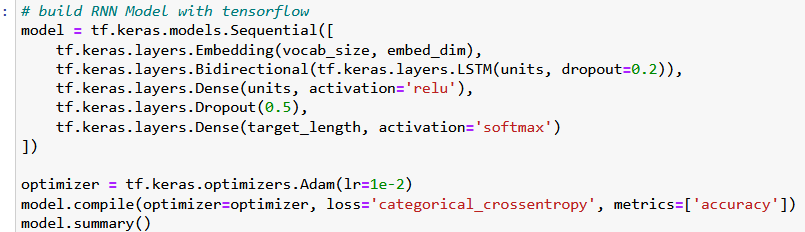 : # build RNN Model with tensorflow
model = tf.keras.models.Sequential([
    tf.keras.layers.Embedding(vocab_size, embed_dim),
    tf.keras.layers.Bidirectional(tf.keras.layers.LSTM(units, dropout=0.2)),
    tf.keras.layers.Dense(units, activation='relu'),
    tf.keras.layers.Dropout(0.5),
    tf.keras.layers.Dense(target_length, activation='softmax')
])
optimizer = tf.keras.optimizers.Adam(lr=1e-2)
model.compile(optimizer=optimizer, loss='categorical_crossentropy', metrics=['accuracy'])
model.summary()